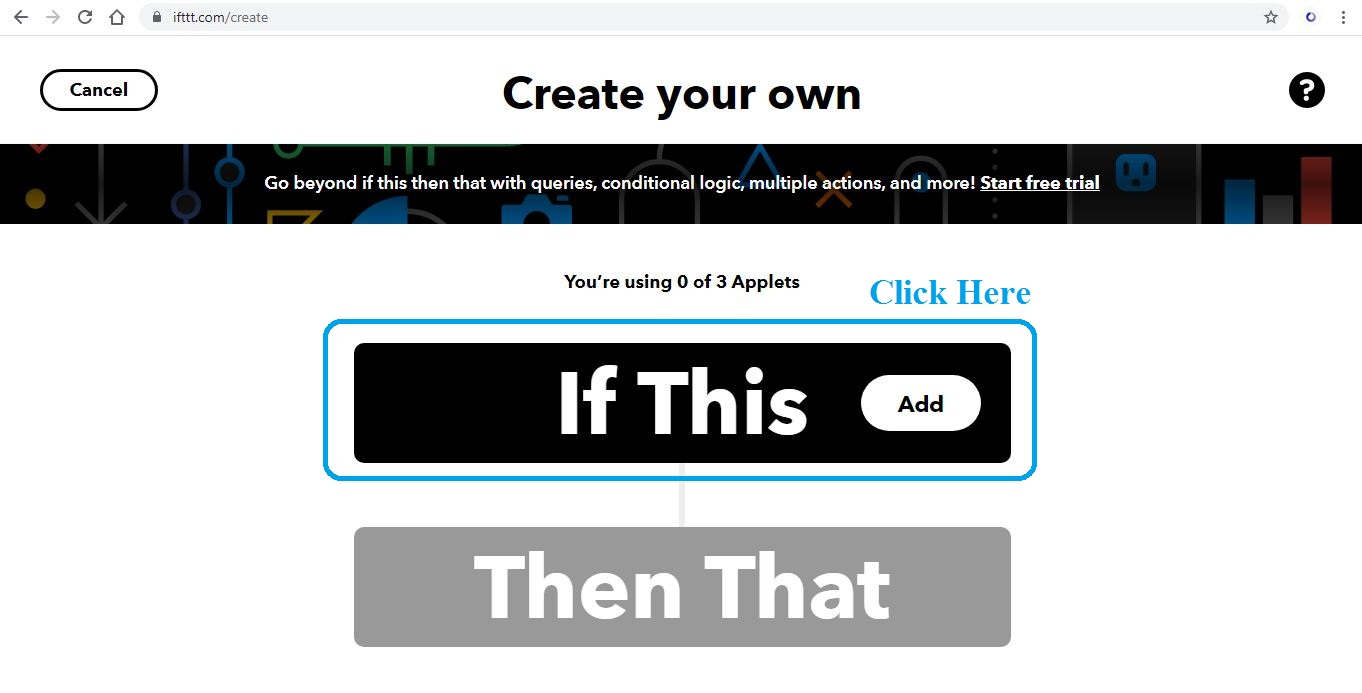 ifttt.com/create
Cancel
Create your own
?
Go beyond if this then that with queries, conditional logic, multiple actions, and more! Start free trial
You’re using 0 of 3 Applets
Click Here
If This
Add
Then That